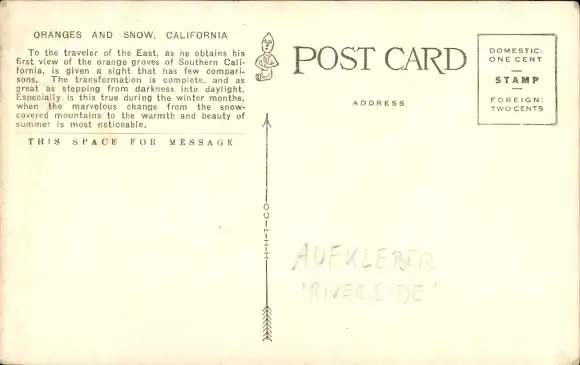 ORANGES AND SNOW, CALIFORNIA
To the traveler of the East, as he obtains his
first view of the orange groves of Southern Cali-
fornia, is given a sight that has few compari-
sons. The transformation is complete, and as
great as stepping from darkness into daylight.
Especially is this true during the winter months,
when the marvelous change from the snow-
covered mountains to the warmth and beauty of
summer is most noticeable.
THIS SPACE FOR MESSAGE
POST CARD
ADDRESS
DOMESTIC:
ONE CENT
STAMP
FOREIGN:
TWO CENTS
AUFKLEBER
'RIVERSIDE'